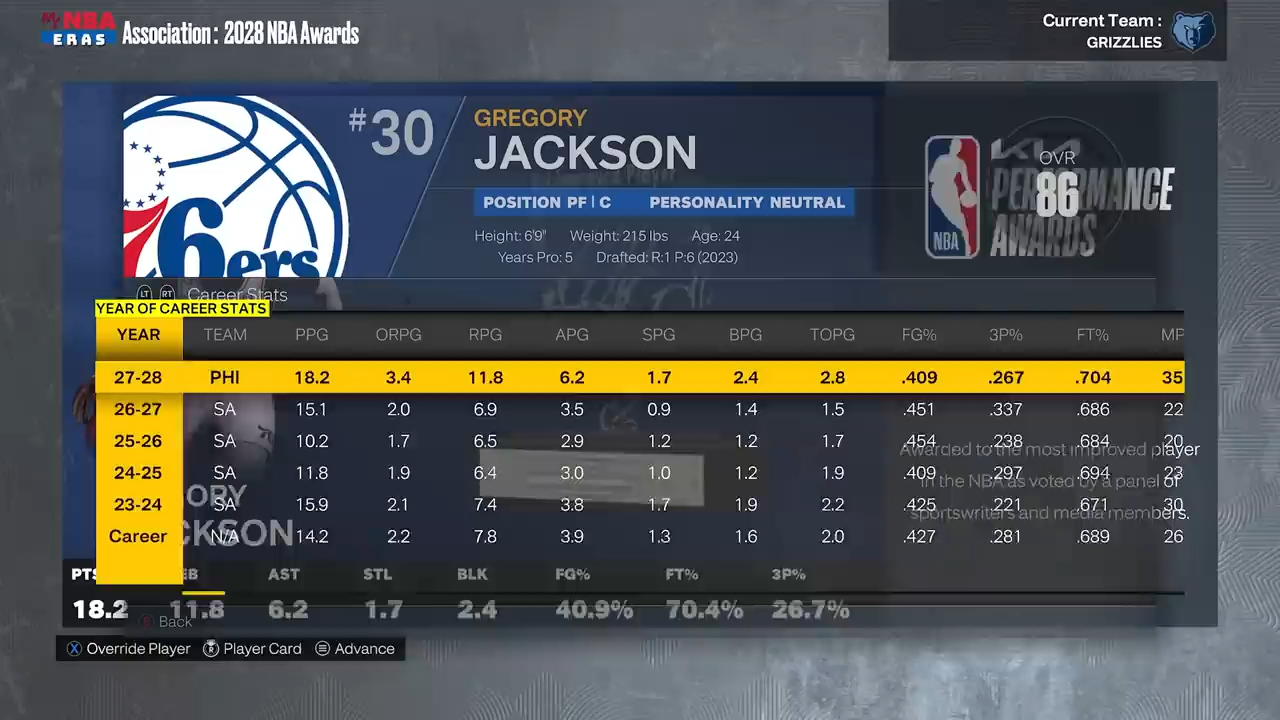 My NBA ERAS Association : 2028 NBA Awards
Current Team :
GRIZZLIES
#30
GREGORY
JACKSON
POSITION PF | C PERSONALITY NEUTRAL
Height: 6'9" Weight: 215 lbs Age: 24
Years Pro: 5 Drafted: R:1 P:6 (2023)
6ers
NBA
KIA
PERFORMANCE
AWARDS
OVR
86
LT RT Career Stats
YEAR OF CAREER STATS
YEAR TEAM PPG ORPG RPG APG SPG BPG TOPG FG% 3P% FT% MP
27-28 PHI 18.2 3.4 11.8 6.2 1.7 2.4 2.8 .409 .267 .704 35
26-27 SA 15.1 2.0 6.9 3.5 0.9 1.4 1.5 .451 .337 .686 22
25-26 SA 10.2 1.7 6.5 2.9 1.2 1.2 1.7 .454 .238 .684 20
24-25 SA 11.8 1.9 6.4 3.0 1.0 1.2 1.9 .409 .297 .694 23
23-24 SA 15.9 2.1 7.4 3.8 1.7 1.9 2.2 .425 .221 .671 30
Career N/A 14.2 2.2 7.8 3.9 1.3 1.6 2.0 .427 .281 .689 26
Awarded to the most improved player
in the NBA as voted by a panel of
sportswriters and media members.
ORY
CKSON
PTS EB AST STL BLK FG% FT% 3P%
18.2 11.8 6.2 1.7 2.4 40.9% 70.4% 26.7%
B Back
X Override Player R Player Card Advance